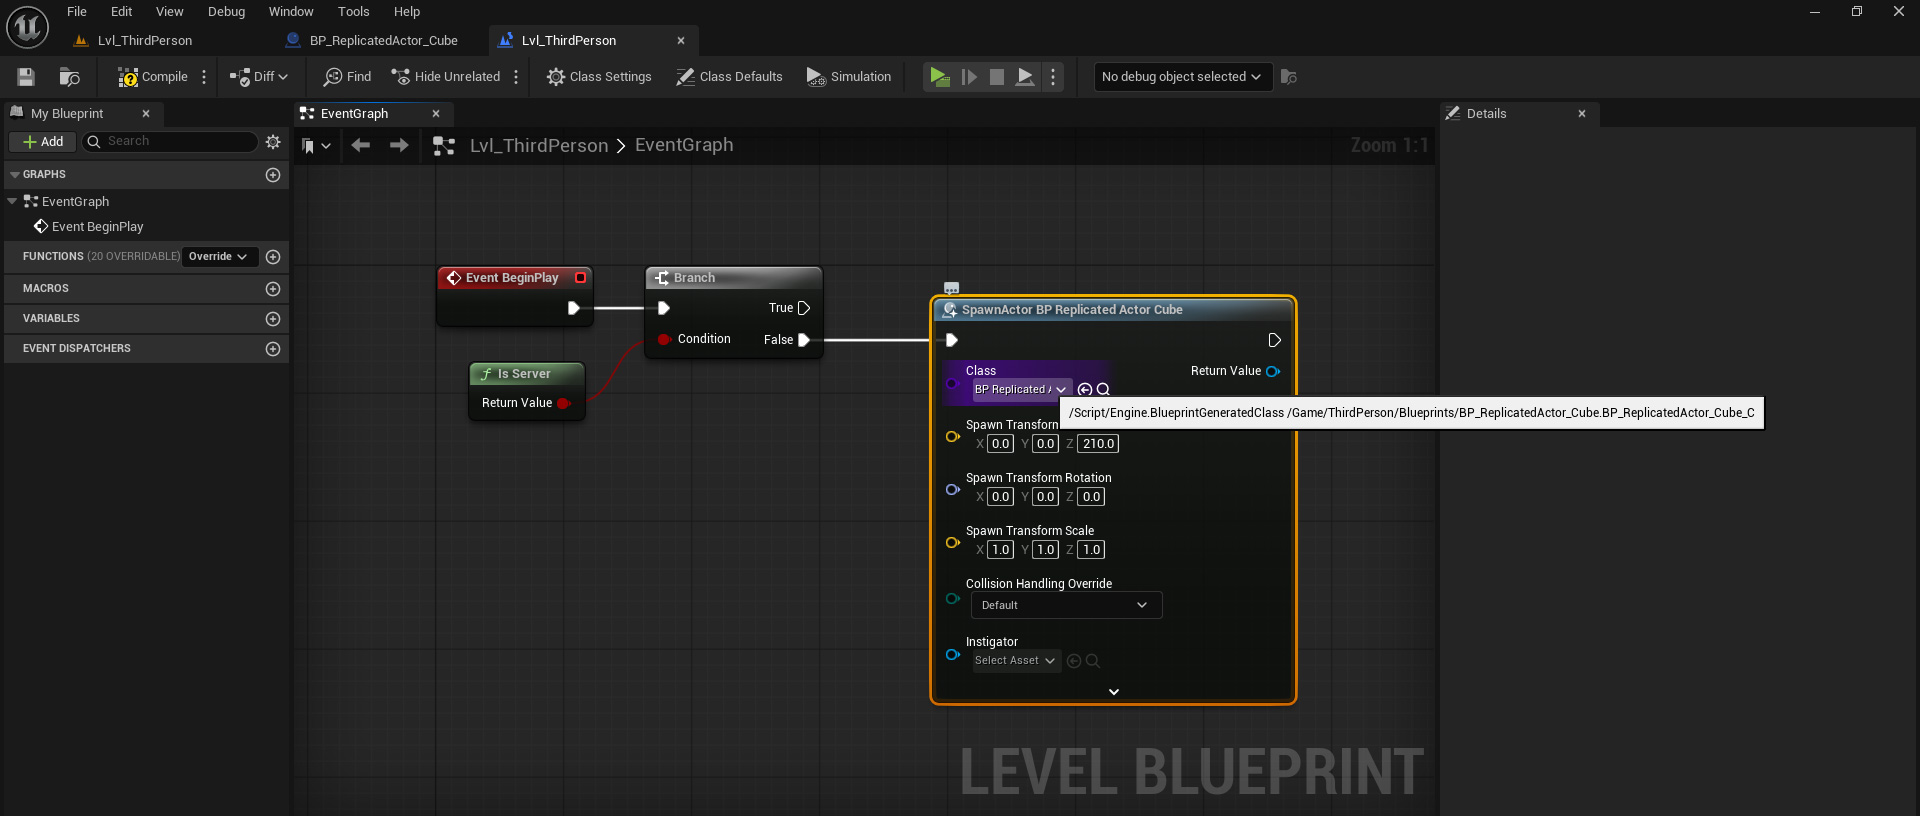 File Edit View Debug Window Tools Help
Lvl_ThirdPerson BP_ReplicatedActor_Cube Lvl_ThirdPerson
Compile Diff Find Hide Unrelated Class Settings Class Defaults Simulation No debug object selected
My Blueprint
EventGraph
Details
Add Search
Lvl_ThirdPerson > EventGraph
Zoom 1:1
GRAPHS
EventGraph
Event BeginPlay
FUNCTIONS (20 OVERRIDABLE) Override
MACROS
VARIABLES
EVENT DISPATCHERS
Event BeginPlay
Branch
True
Condition False
f Is Server
Return Value
SpawnActor BP Replicated Actor Cube
Class
Return Value
BP Replicated
/Script/Engine.BlueprintGeneratedClass /Game/ThirdPerson/Blueprints/BP_ReplicatedActor_Cube.BP_ReplicatedActor_Cube_C
Spawn Transform
X 0.0 Y 0.0 Z 210.0
Spawn Transform Rotation
X 0.0 Y 0.0 Z 0.0
Spawn Transform Scale
X 1.0 Y 1.0 Z 1.0
Collision Handling Override
Default
Instigator
Select Asset
LEVEL BLUEPRINT